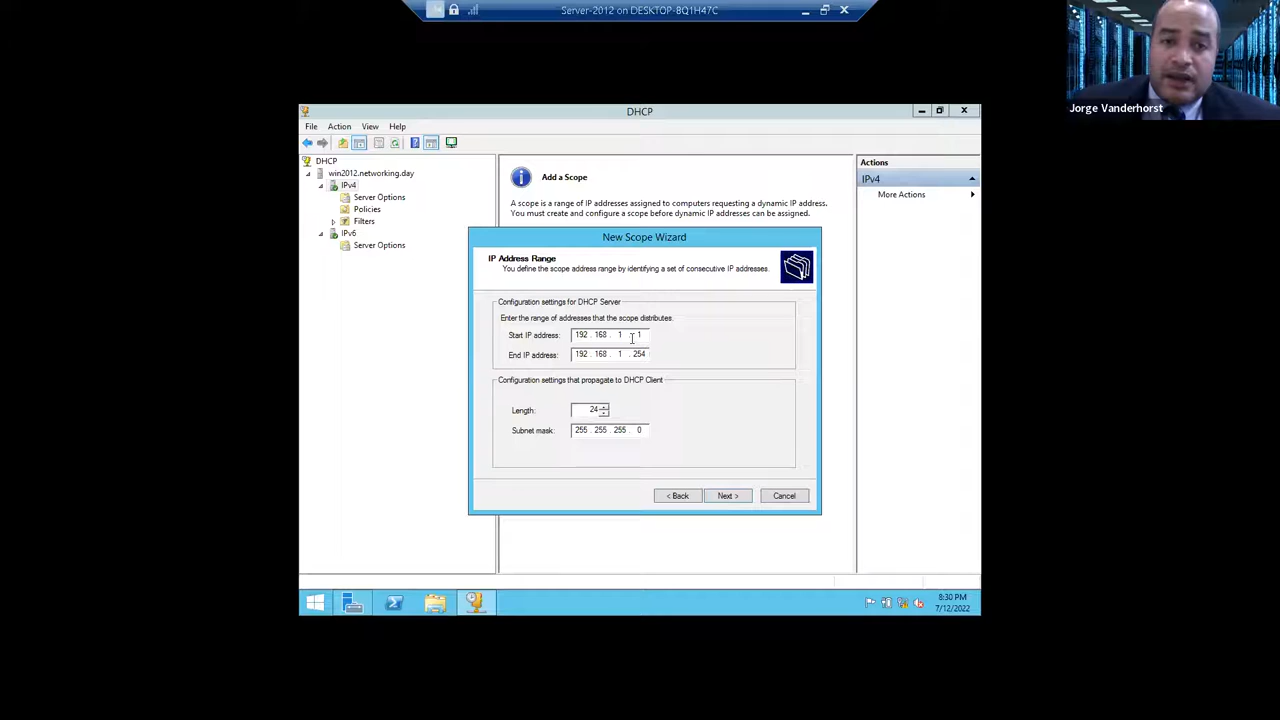 Server-2012 on DESKTOP-8Q1H47C
Jorge Vanderhorst
DHCP
File Action View Help
DHCP
win2012.networking.day
IPv4
Server Options
Policies
Filters
IPv6
Server Options
Add a Scope
A scope is a range of IP addresses assigned to computers requesting a dynamic IP address.
You must create and configure a scope before dynamic IP addresses can be assigned.
Actions
IPv4
More Actions
New Scope Wizard
IP Address Range
You define the scope address range by identifying a set of consecutive IP addresses.
Configuration settings for DHCP Server
Enter the range of addresses that the scope distributes.
Start IP address: 192 . 168 . 1 . 1
End IP address: 192 . 168 . 1 . 254
Configuration settings that propagate to DHCP Client
Length: 24
Subnet mask: 255 . 255 . 255 . 0
< Back Next > Cancel
8:30 PM
7/12/2022